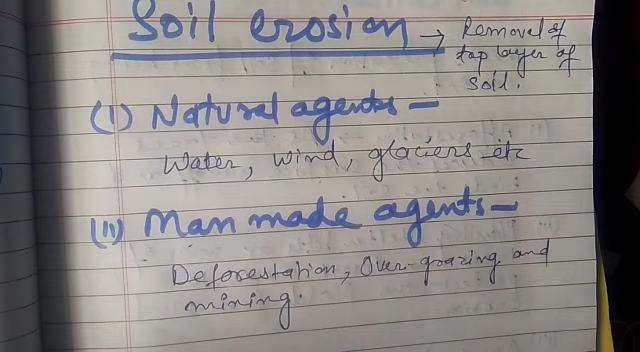 Soil erosion → Removal of
top layer of
soil.
(i) Natural agents –
Water, wind, glaciers etc
(ii) Man made agents –
Deforestation, Over-grazing and
mining.